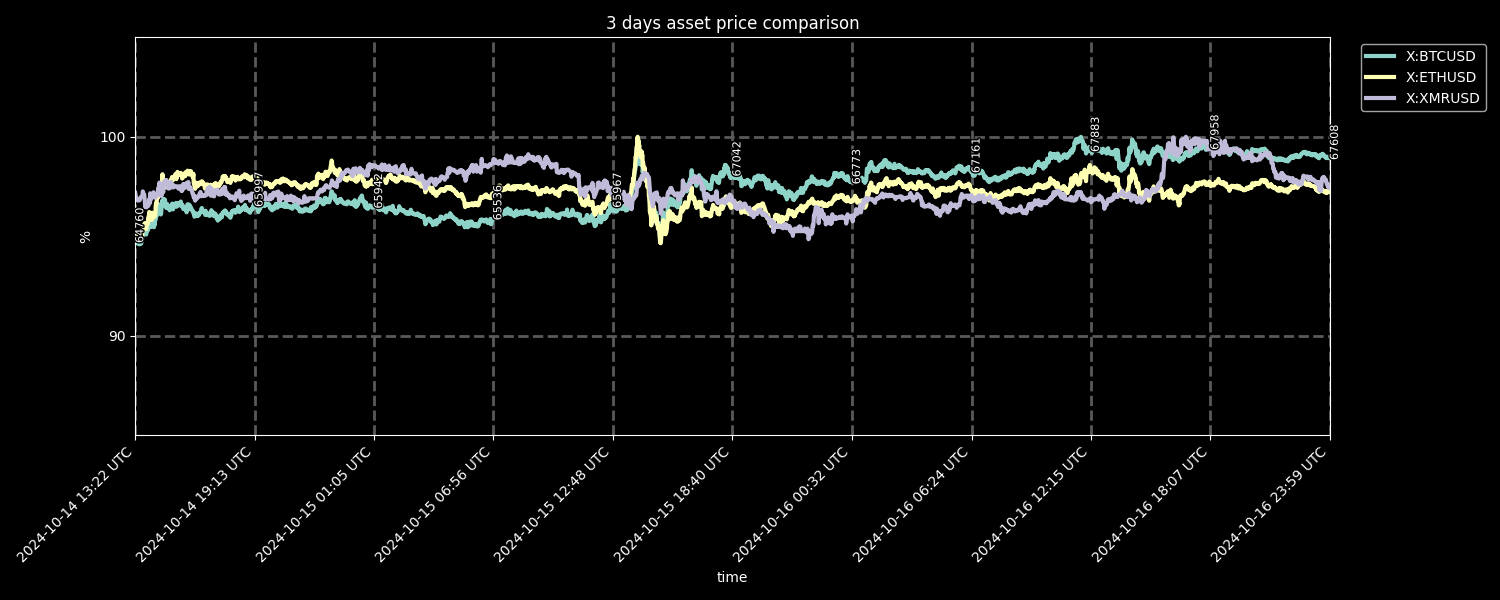 3 days asset price comparison
X:BTCUSD
X:ETHUSD
X:XMRUSD
100
90
%
64760
65997
65942
65536
65967
67042
66773
67161
67883
67958
67608
2024-10-14 13:22 UTC
2024-10-14 19:13 UTC
2024-10-15 01:05 UTC
2024-10-15 06:56 UTC
2024-10-15 12:48 UTC
2024-10-15 18:40 UTC
2024-10-16 00:32 UTC
2024-10-16 06:24 UTC
2024-10-16 12:15 UTC
2024-10-16 18:07 UTC
2024-10-16 23:59 UTC
time